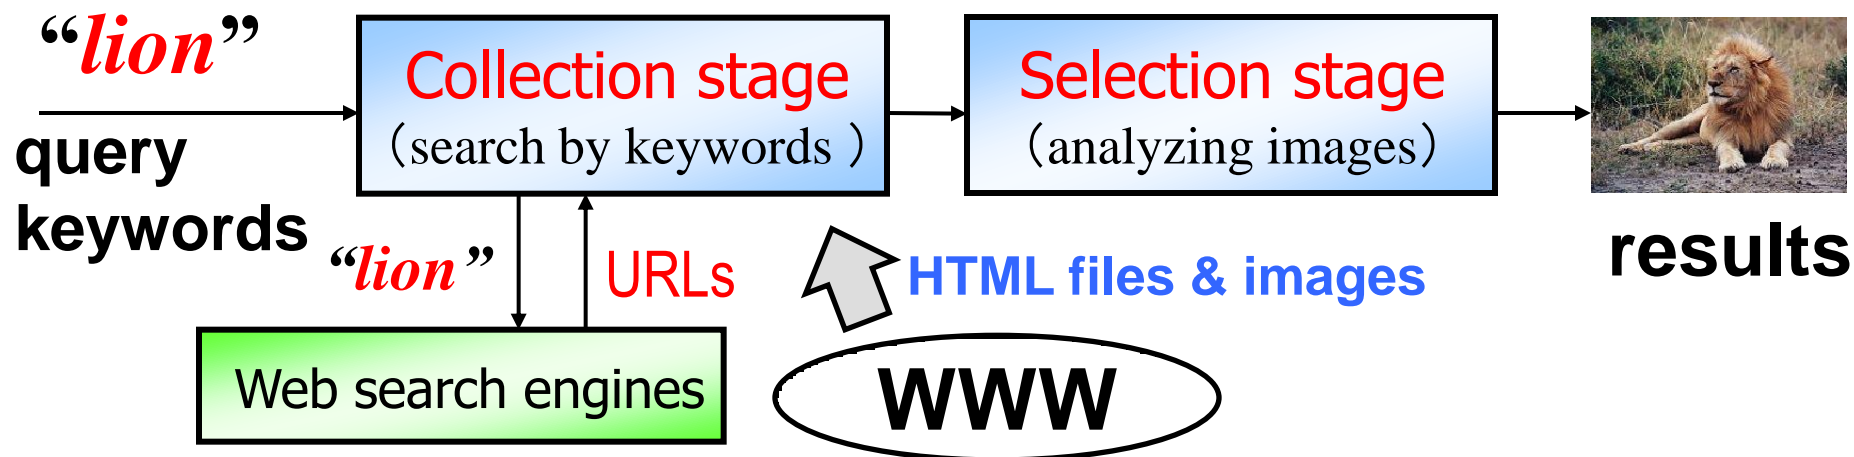 “lion”
query
keywords
Collection stage
（search by keywords ）
Selection stage
（analyzing images）
results
“lion”
URLs
HTML files & images
Web search engines
WWW